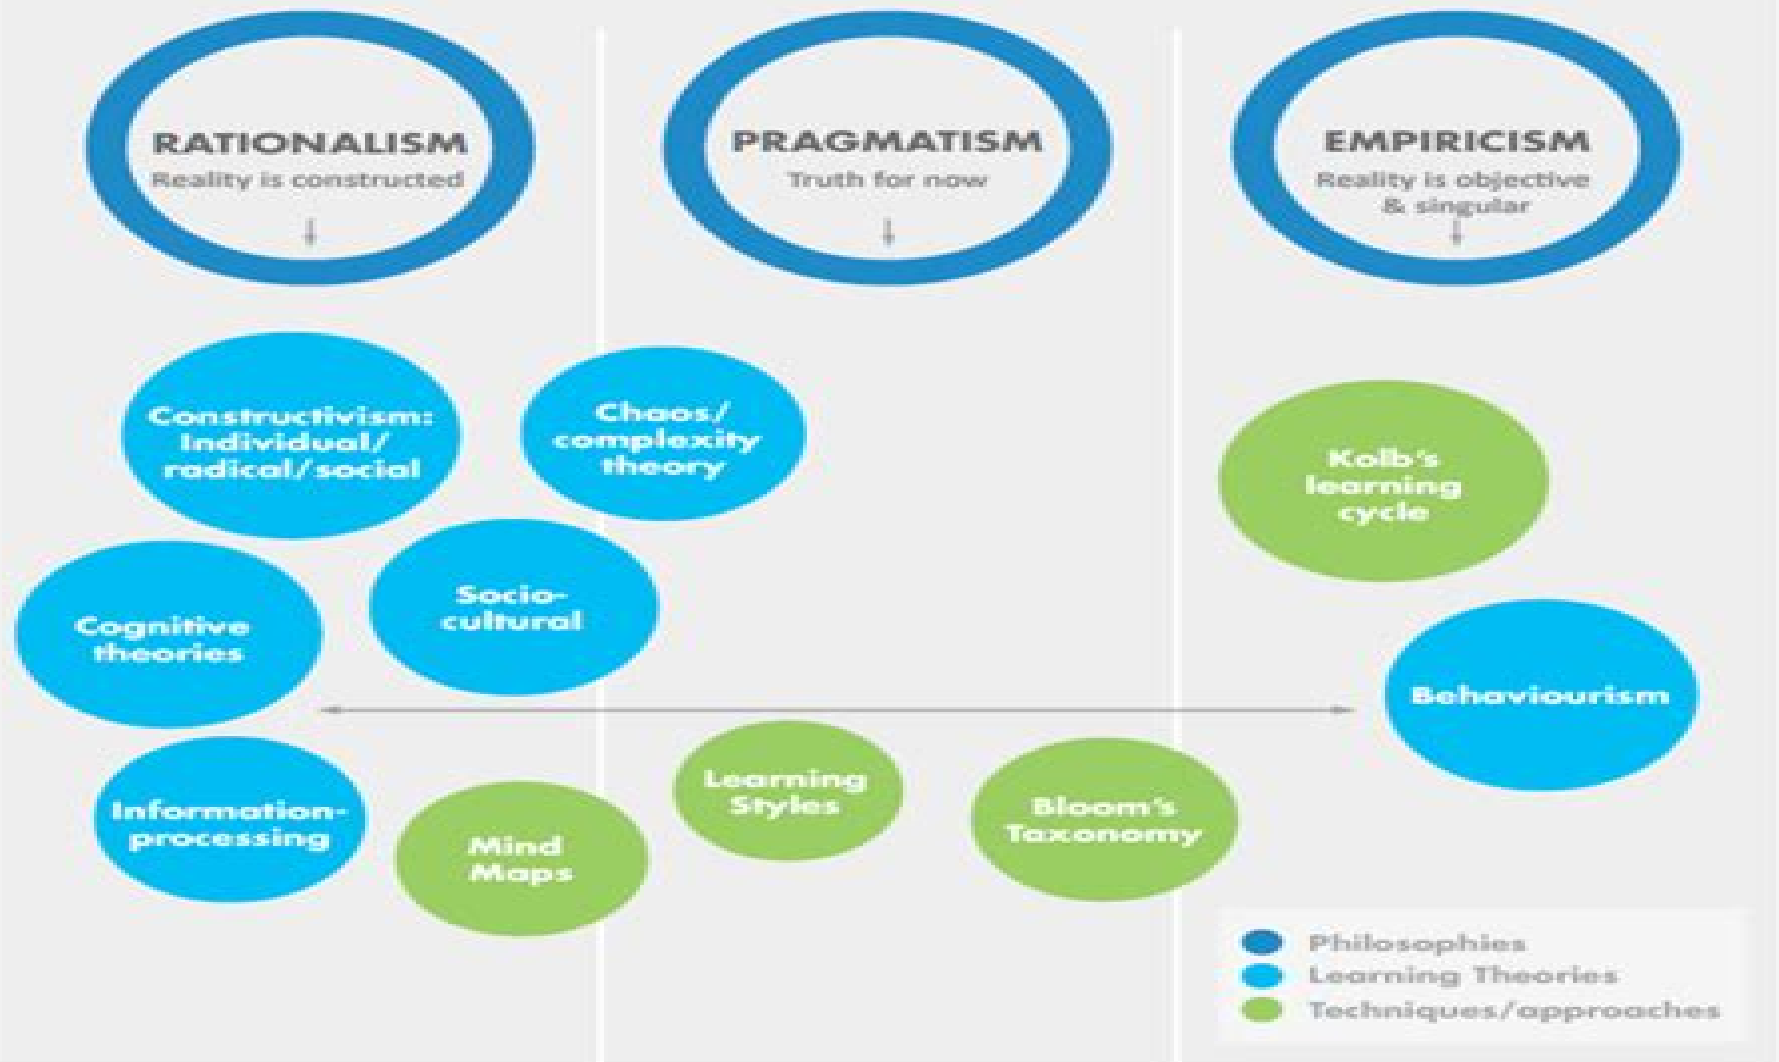 RATIONALISM
Reality is constructed
PRAGMATISM
Truth for now
EMPIRICISM
Reality is objective
& singular
Constructivism:
Individual/
radical/social
Chaos/
complexity
theory
Kolb's
learning
cycle
Cognitive
theories
Socio-
cultural
Behaviourism
Information-
processing
Mind
Maps
Learning
Styles
Bloom's
Taxonomy
Philosophies
Learning Theories
Techniques/approaches